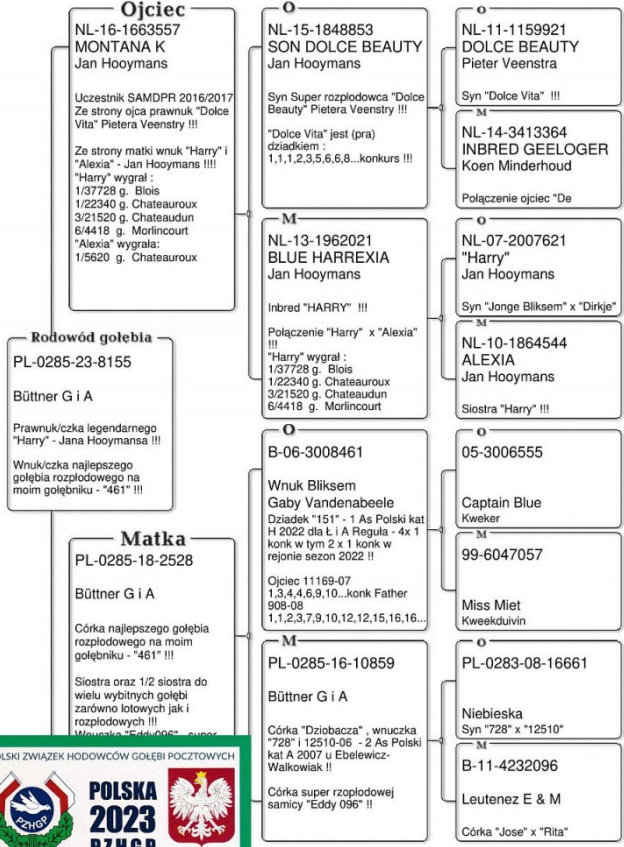 Ojciec
NL-16-1663557
MONTANA K
Jan Hooymans
Uczestnik SAMDPR 2016/2017
Ze strony ojca prawnuk "Dolce
Vita" Pietera Veenstry !!!
Ze strony matki wnuk "Harry" i
"Alexia" - Jana Hooymans !!!!
"Harry" wygrał :
1/37728 g. Blois
1/22340 g. Chateauroux
3/21520 g. Chateaudun
6/4418 g. Morlincourt
"Alexia" wygrała:
1/5620 g. Chateauroux
Rodowód gołębia
PL-0285-23-8155
Büttner G i A
Prawnuk/czka legendarnego
"Harry" - Jana Hooymansa !!!
Wnuk/czka najlepszego
gołębia rozpłodowego na
moim gołębniku - "461" !!!
Matka
PL-0285-18-2528
Büttner G i A
Córka najlepszego gołębia
rozpłodowego na moim
gołębniku - "461" !!!
Siostra oraz 1/2 siostra do
wielu wybitnych gołębi
zarówno lotowych jak i
rozpłodowych !!!
Wnuczka "Eddy096" super
O
NL-15-1848853
SON DOLCE BEAUTY
Jan Hooymans
Syn Super rozpłodowca "Dolce
Beauty" Pietera Veenstry !!!
"Dolce Vita" jest (pra)
dziadkiem :
1,1,1,2,3,5,6,6,8...konkurs !!!
M
NL-13-1962021
BLUE HARREXIA
Jan Hooymans
Inbred "HARRY" !!!
Połączenie "Harry" x "Alexia"
!!!
"Harry" wygrał :
1/37728 g. Blois
1/22340 g. Chateauroux
3/21520 g. Chateaudun
6/4418 g. Morlincourt
O
B-06-3008461
Wnuk Bliksem
Gaby Vandenabeele
Dziadek "151" - 1 As Polski kat
H 2022 dla Ł i A Reguła - 4x 1
konk w tym 2 x 1 konk w
rejonie sezon 2022 !!
Ojciec 11169-07
1,3,4,4,6,9,10...konk Father
908-08
1,1,2,3,7,9,10,12,12,15,16,16...
M
PL-0285-16-10859
Büttner G i A
Córka "Dziobacza" , wnuczka
"728" i 12510-06 - 2 As Polski
kat A 2007 u Ebelewicz-
Walkowiak !!
Córka super rzopłodowej
samicy "Eddy 096" !!
O
NL-11-1159921
DOLCE BEAUTY
Pieter Veenstra
Syn "Dolce Vita" !!!
M
NL-14-3413364
INBRED GEELOGER
Koen Minderhoud
Połączenie ojciec "De
O
NL-07-2007621
"Harry"
Jan Hooymans
Syn "Jonge Bliksem" x "Dirkje"
M
NL-10-1864544
ALEXIA
Jan Hooymans
Siostra "Harry" !!!
O
05-3006555
Captain Blue
Kweker
M
99-6047057
Miss Miet
Kweekduivin
O
PL-0283-08-16661
Niebieska
Syn "728" x "12510"
M
B-11-4232096
Leutenez E & M
Córka "Jose" x "Rita"
POLSKI ZWIĄZEK HODOWCÓW GOŁĘBI POCZTOWYCH
PZHGP
POLSKA
2023
PZHGP